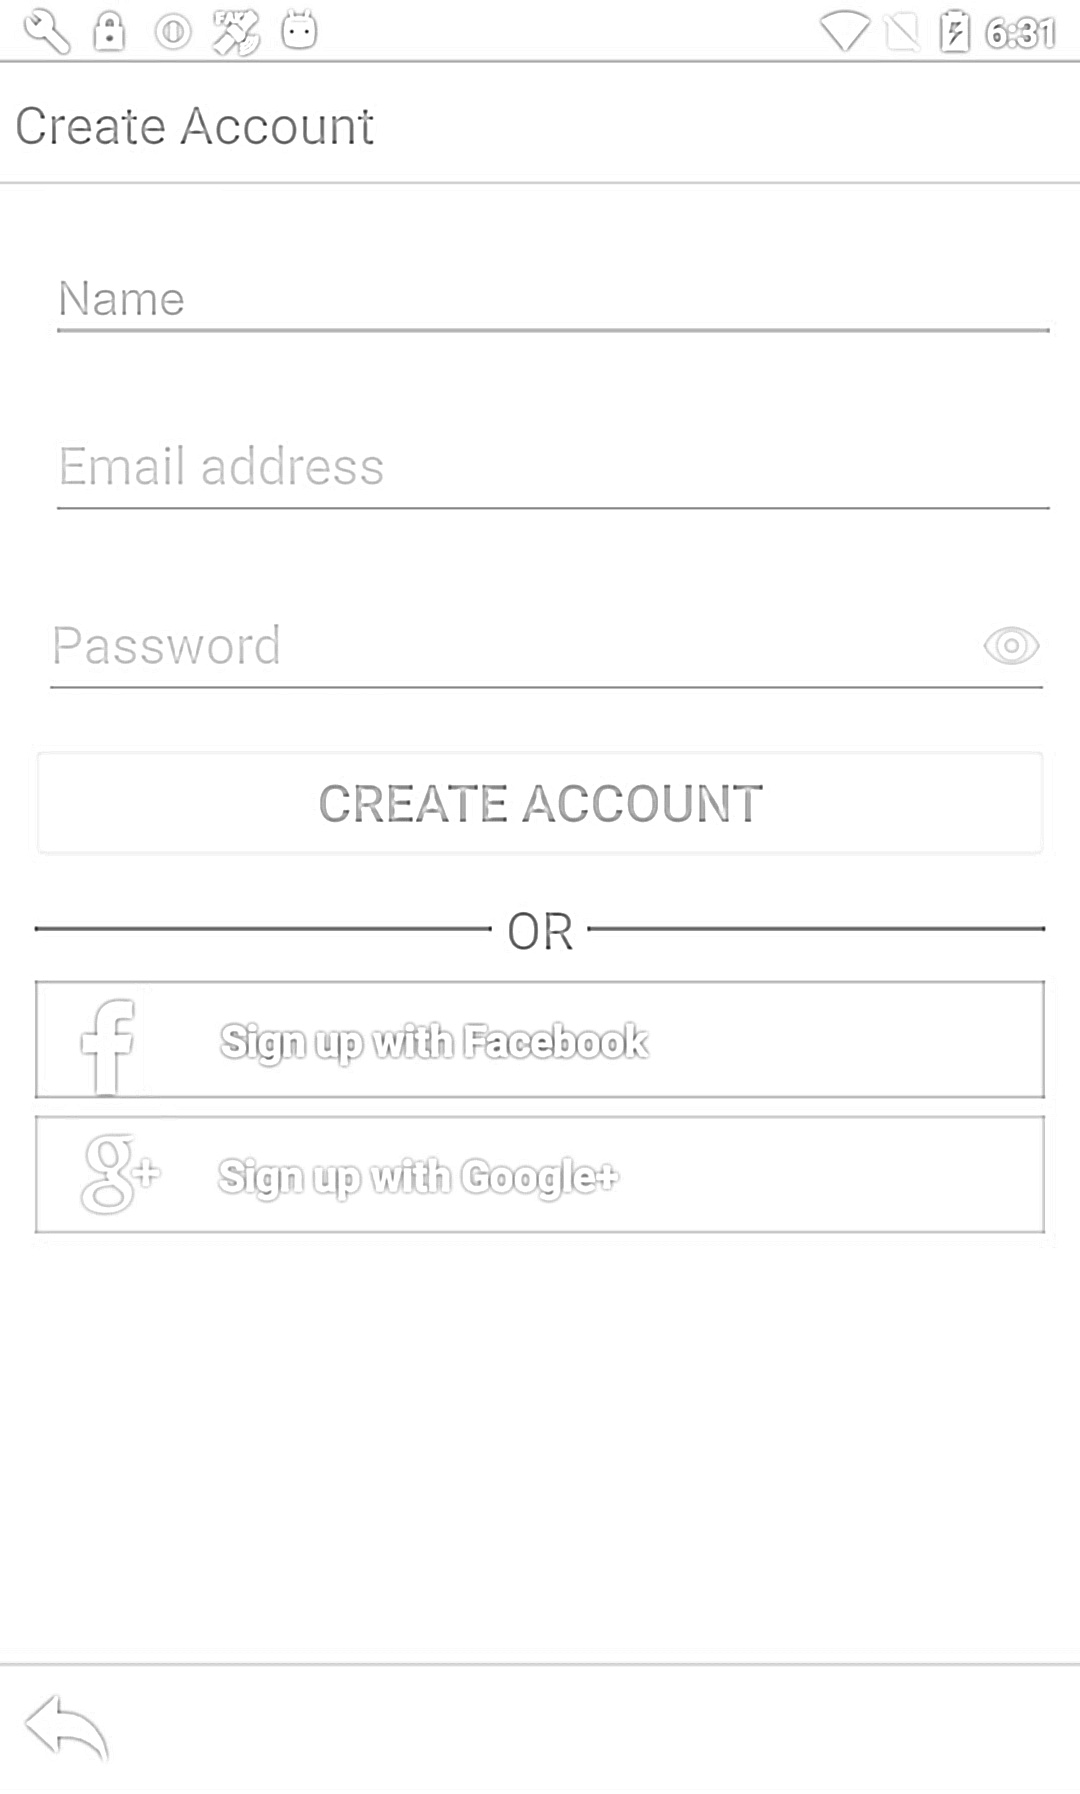 FAKE
6:31
Create Account
Name
Email address
Password
CREATE ACCOUNT
OR
f Sign up with Facebook
g+ Sign up with Google+